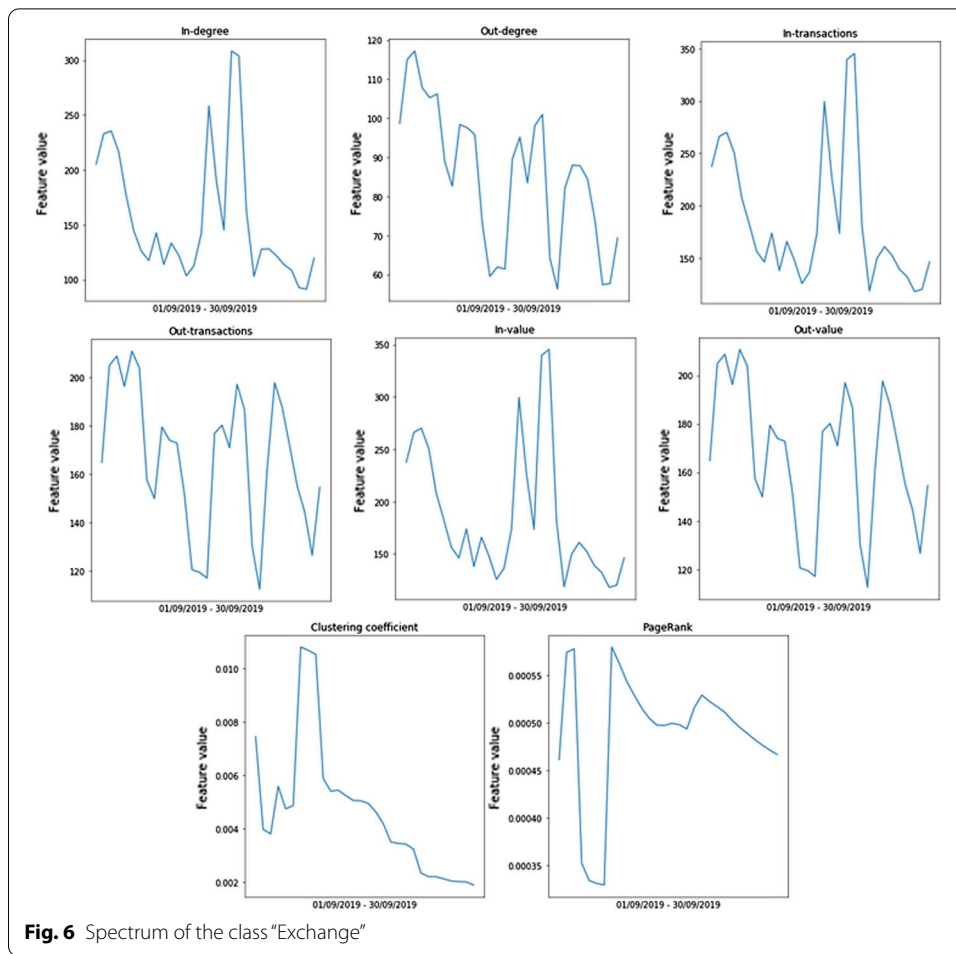 In-degree
Feature value
300
250
200
150
100
01/09/2019 - 30/09/2019
Out-degree
Feature value
120
110
100
90
80
70
60
01/09/2019 - 30/09/2019
In-transactions
Feature value
350
300
250
200
150
01/09/2019 - 30/09/2019
Out-transactions
Feature value
200
180
160
140
120
01/09/2019 - 30/09/2019
In-value
Feature value
350
300
250
200
150
01/09/2019 - 30/09/2019
Out-value
Feature value
200
180
160
140
120
01/09/2019 - 30/09/2019
Clustering coefficient
Feature value
0.010
0.008
0.006
0.004
0.002
01/09/2019 - 30/09/2019
PageRank
Feature value
0.00055
0.00050
0.00045
0.00040
0.00035
01/09/2019 - 30/09/2019
Fig. 6 Spectrum of the class “Exchange”